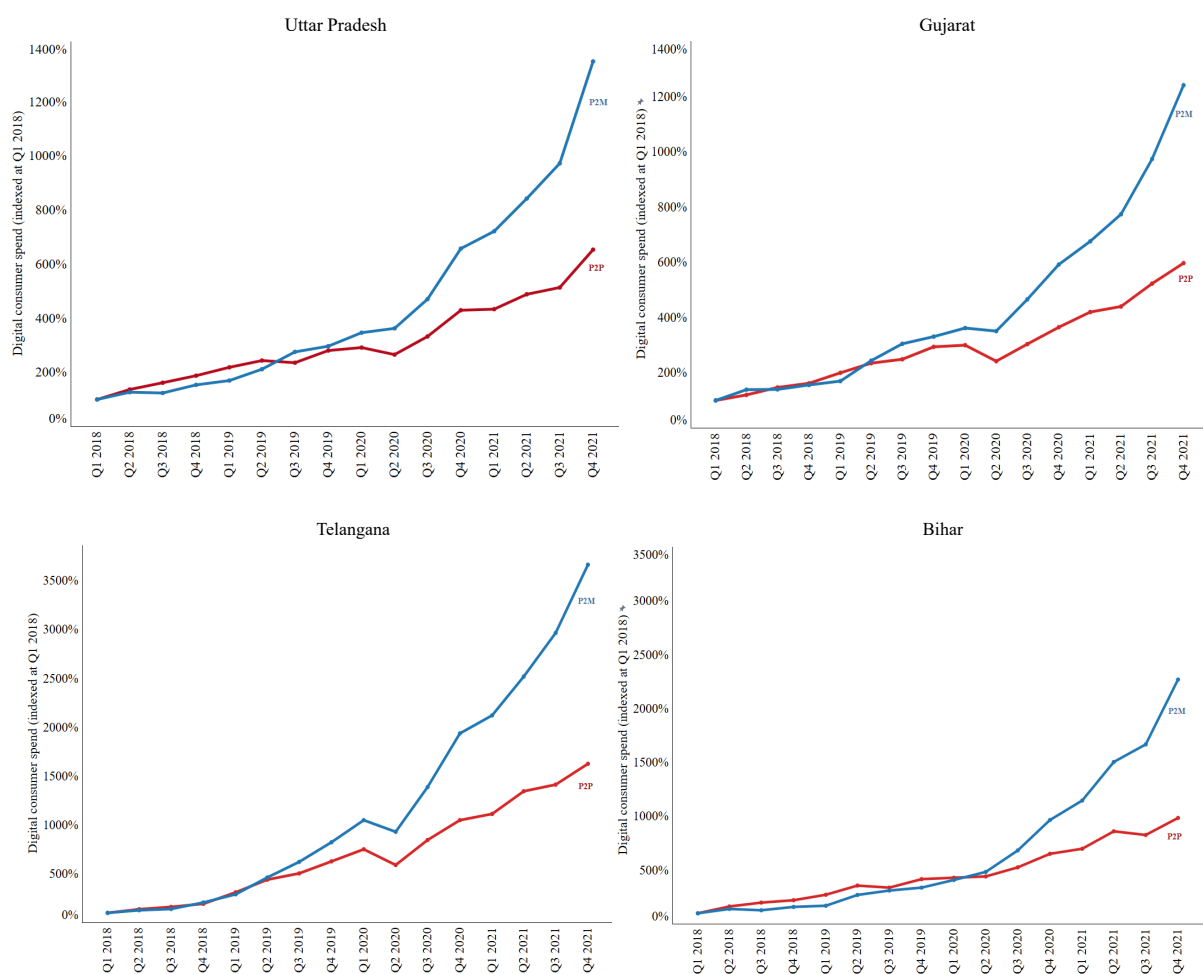 Uttar Pradesh
Digital consumer spend (indexed at Q1 2018)
1400%
1200%
1000%
800%
600%
400%
200%
0%
P2M
P2P
Q1 2018
Q2 2018
Q3 2018
Q4 2018
Q1 2019
Q2 2019
Q3 2019
Q4 2019
Q1 2020
Q2 2020
Q3 2020
Q4 2020
Q1 2021
Q2 2021
Q3 2021
Q4 2021
Gujarat
Digital consumer spend (indexed at Q1 2018)
1400%
1200%
1000%
800%
600%
400%
200%
0%
P2M
P2P
Q1 2018
Q2 2018
Q3 2018
Q4 2018
Q1 2019
Q2 2019
Q3 2019
Q4 2019
Q1 2020
Q2 2020
Q3 2020
Q4 2020
Q1 2021
Q2 2021
Q3 2021
Q4 2021
Telangana
Digital consumer spend (indexed at Q1 2018)
3500%
3000%
2500%
2000%
1500%
1000%
500%
0%
P2M
P2P
Q1 2018
Q2 2018
Q3 2018
Q4 2018
Q1 2019
Q2 2019
Q3 2019
Q4 2019
Q1 2020
Q2 2020
Q3 2020
Q4 2020
Q1 2021
Q2 2021
Q3 2021
Q4 2021
Bihar
Digital consumer spend (indexed at Q1 2018)
3500%
3000%
2500%
2000%
1500%
1000%
500%
0%
P2M
P2P
Q1 2018
Q2 2018
Q3 2018
Q4 2018
Q1 2019
Q2 2019
Q3 2019
Q4 2019
Q1 2020
Q2 2020
Q3 2020
Q4 2020
Q1 2021
Q2 2021
Q3 2021
Q4 2021